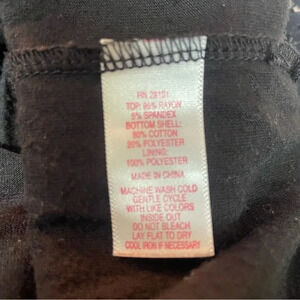 RN 28101
TOP: 95% RAYON
5% SPANDEX
BOTTOM SHELL:
80% COTTON
20% POLYESTER
LINING:
100% POLYESTER
MADE IN CHINA
MACHINE WASH COLD
GENTLE CYCLE
WITH LIKE COLORS
INSIDE OUT
DO NOT BLEACH
LAY FLAT TO DRY
COOL IRON IF NECESSARY